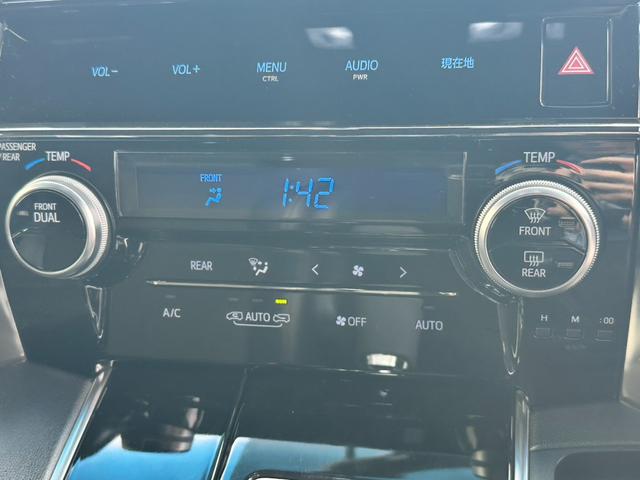 VOL−
VOL+
MENU
CTRL
AUDIO
PWR
現在地
PASSENGER
/REAR
TEMP
FRONT
1:42
TEMP
FRONT
DUAL
FRONT
REAR
REAR
A/C
AUTO
OFF
AUTO
H
M
:00